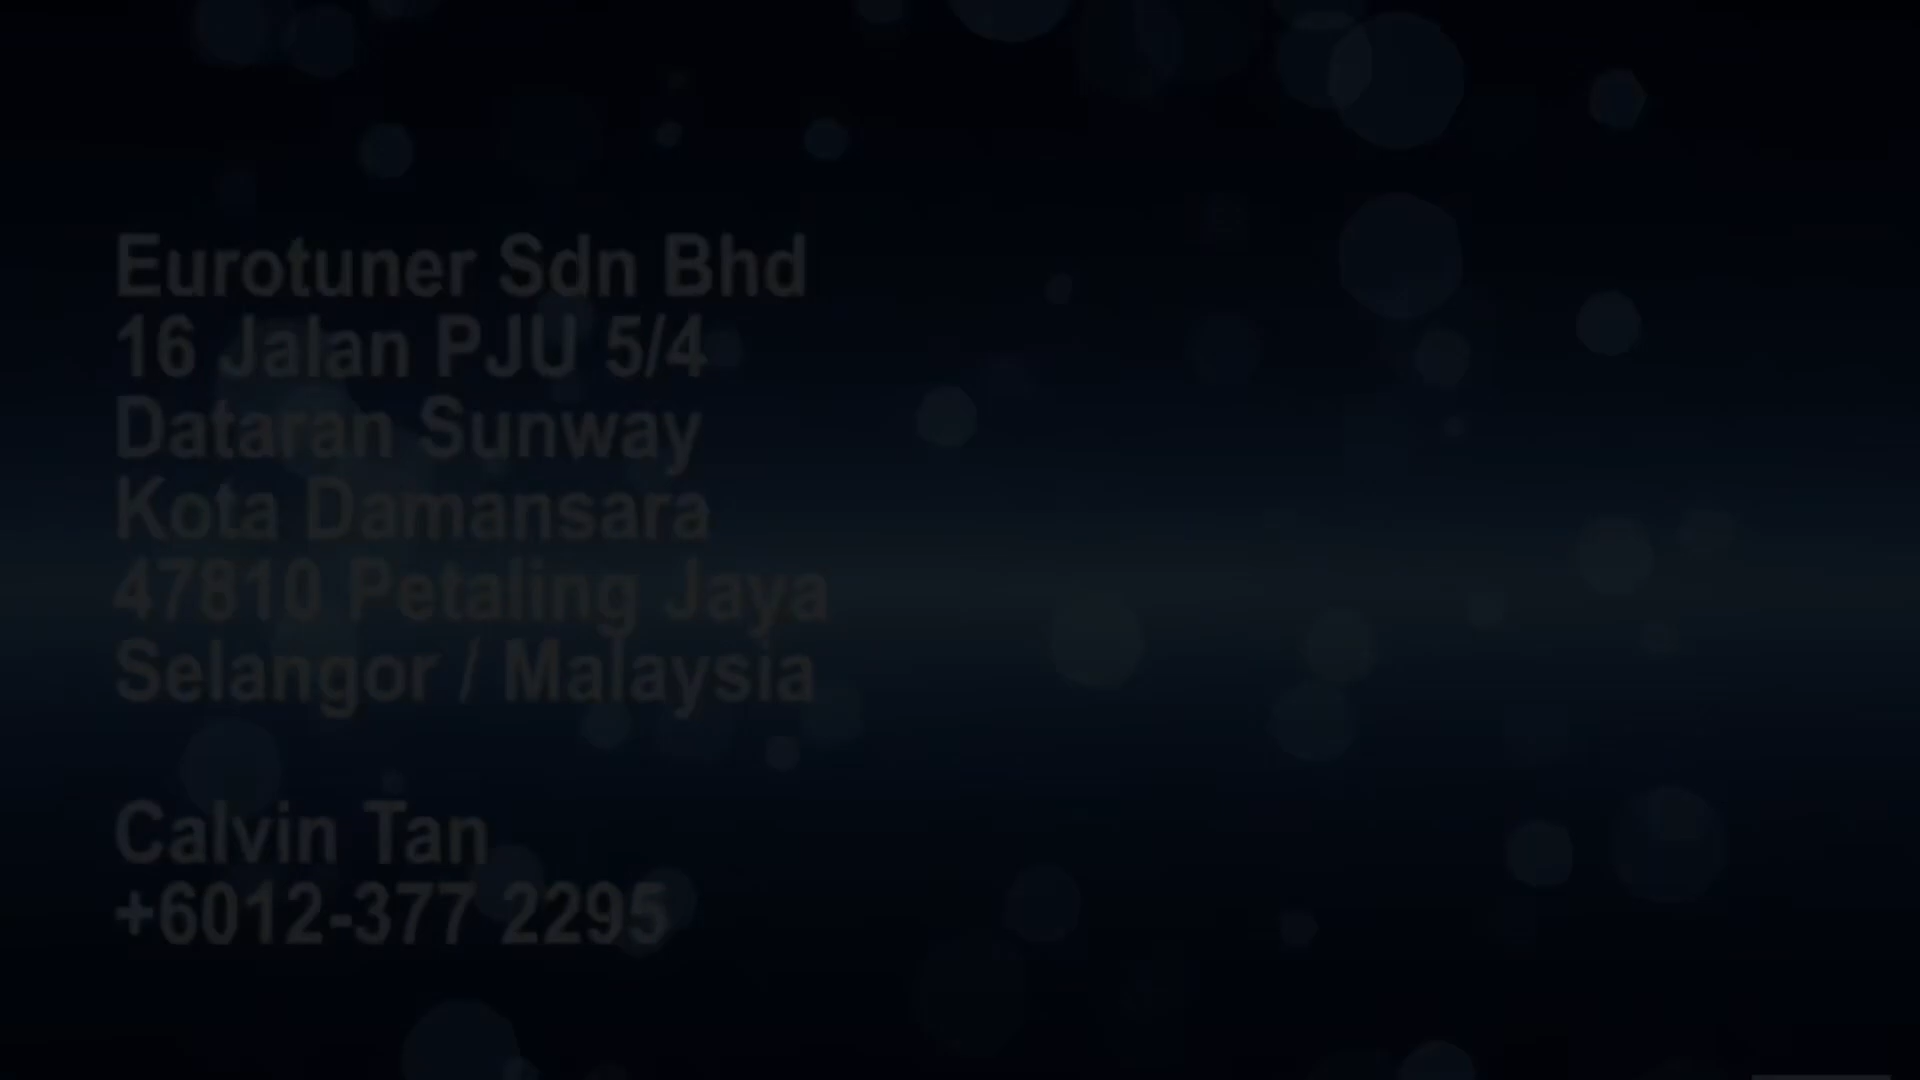 Eurotuner Sdn Bhd
16 Jalan PJU 5/4
Dataran Sunway
Kota Damansara
47810 Petaling Jaya
Selangor / Malaysia
Calvin Tan
+6012-377 2295